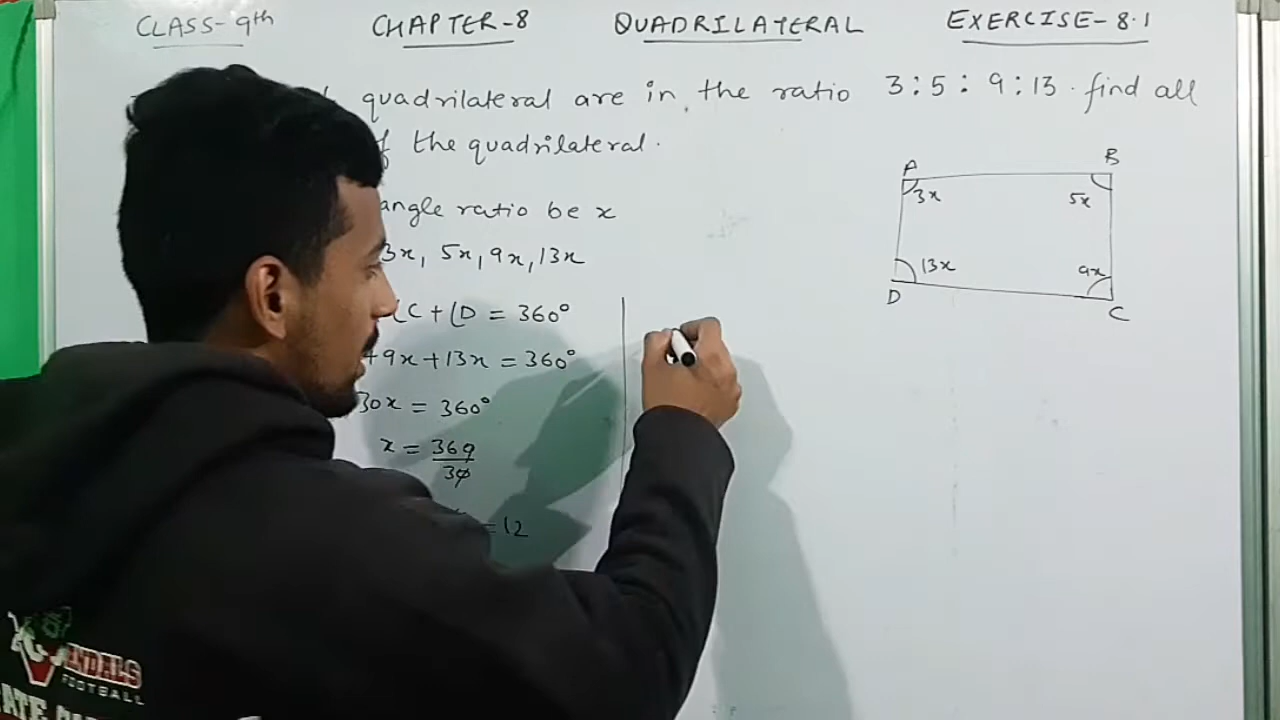 CLASS-9th CHAPTER-8 QUADRILATERAL EXERCISE-8.1
quadrilateral are in the ratio 3:5:9:13. find all
the quadrilateral.
angle ratio be x
3x, 5x, 9x, 13x
C + ∠D = 360°
+9x+13x = 360°
30x = 360°
x = 360/30
=12
A B
3x 5x
13x 9x
D C
FOOTBALL